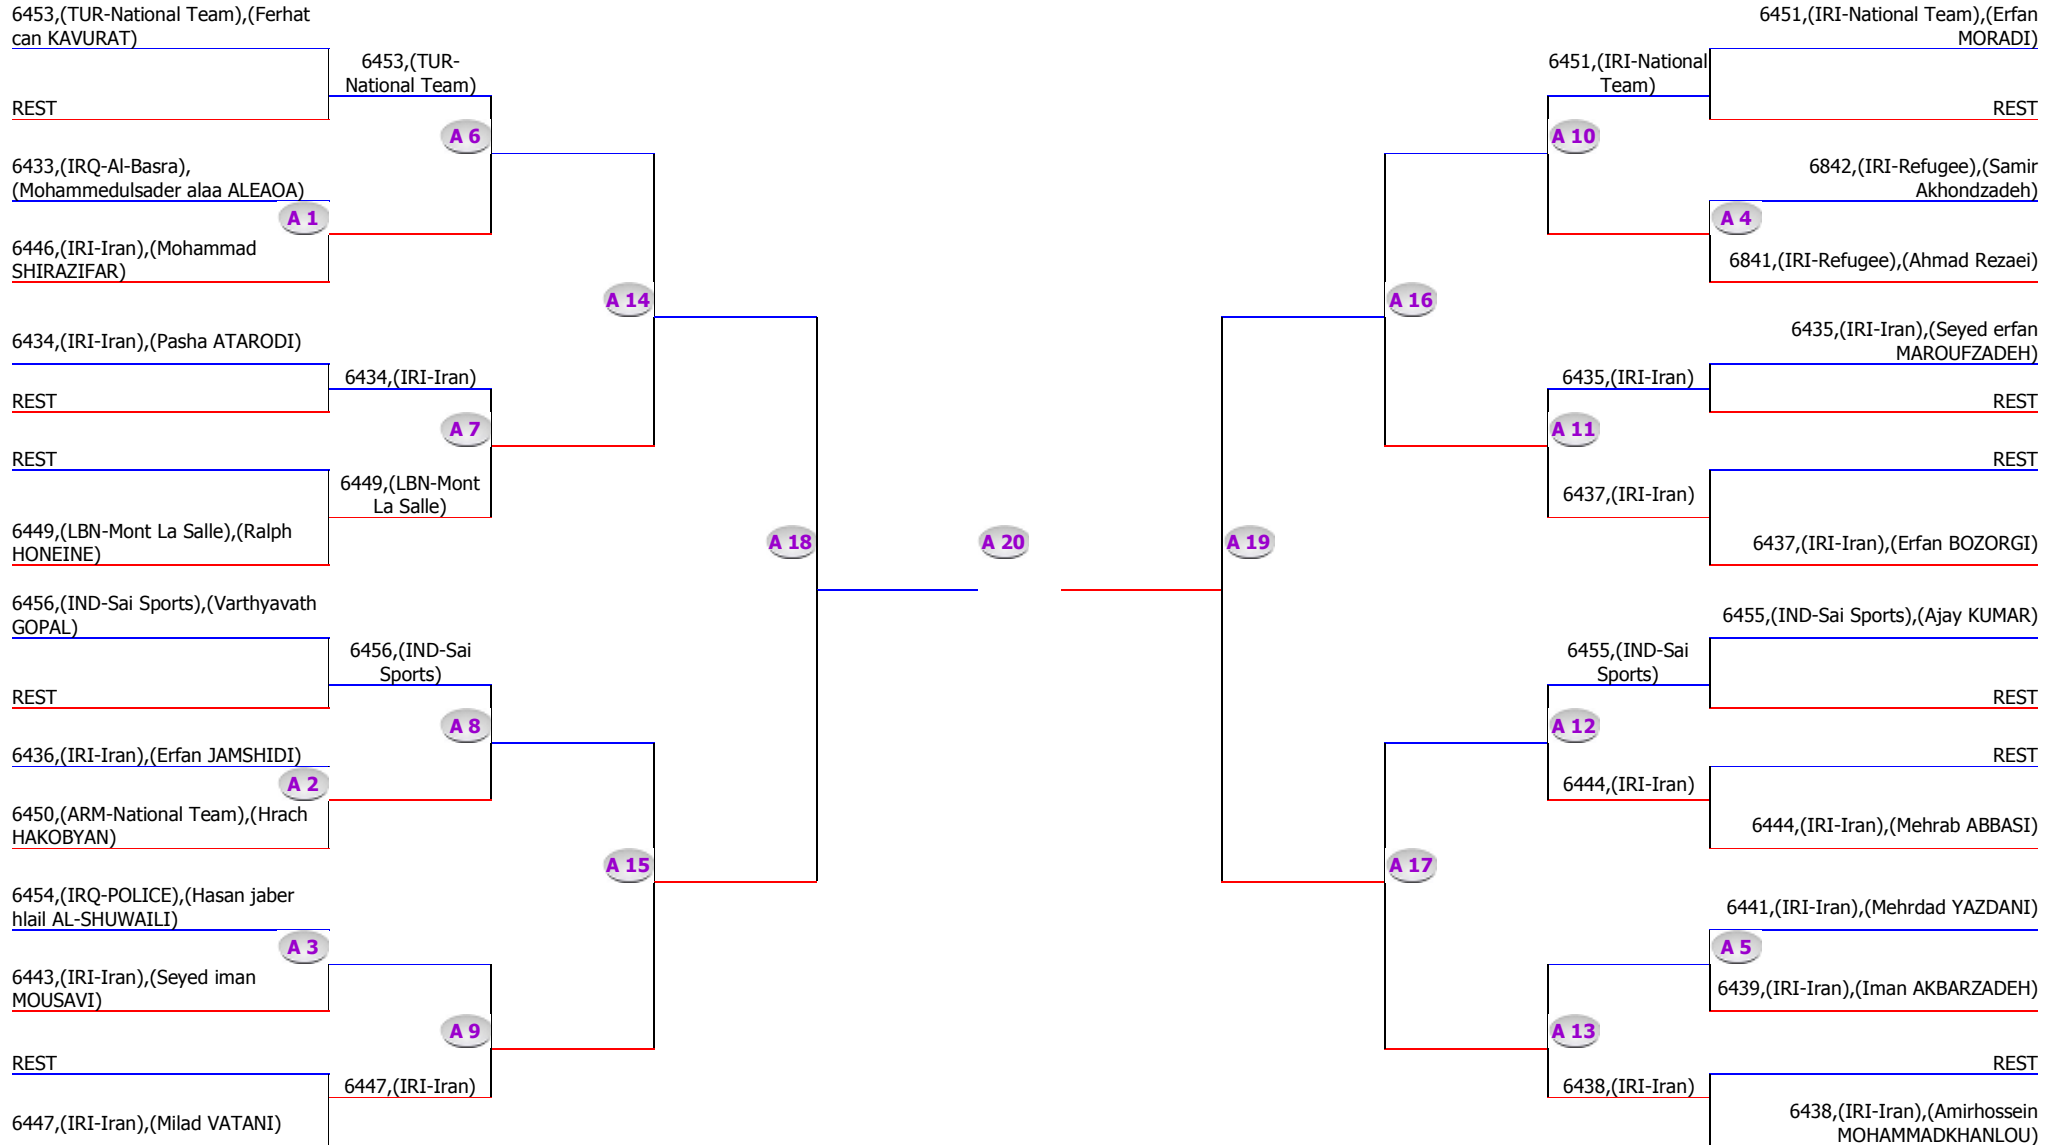 6453,(TUR-National Team),(Ferhat
can KAVURAT)
REST
6433,(IRQ-Al-Basra),
(Mohammedulsader alaa ALEAOA)
A 1
6446,(IRI-Iran),(Mohammad
SHIRAZIFAR)
6434,(IRI-Iran),(Pasha ATARODI)
REST
REST
6449,(LBN-Mont La Salle),(Ralph
HONEINE)
6456,(IND-Sai Sports),(Varthyavath
GOPAL)
REST
6436,(IRI-Iran),(Erfan JAMSHIDI)
A 2
6450,(ARM-National Team),(Hrach
HAKOBYAN)
6454,(IRQ-POLICE),(Hasan jaber
hlail AL-SHUWAILI)
A 3
6443,(IRI-Iran),(Seyed iman
MOUSAVI)
REST
6447,(IRI-Iran),(Milad VATANI)
6453,(TUR-
National Team)
A 6
6434,(IRI-Iran)
A 7
6449,(LBN-Mont
La Salle)
6456,(IND-Sai
Sports)
A 8
A 9
6447,(IRI-Iran)
A 14
A 15
A 18
A 20
A 19
A 16
A 17
6451,(IRI-National
Team)
A 10
6435,(IRI-Iran)
A 11
6437,(IRI-Iran)
6455,(IND-Sai
Sports)
A 12
6444,(IRI-Iran)
A 13
6438,(IRI-Iran)
6451,(IRI-National Team),(Erfan
MORADI)
REST
6842,(IRI-Refugee),(Samir
Akhondzadeh)
A 4
6841,(IRI-Refugee),(Ahmad Rezaei)
6435,(IRI-Iran),(Seyed erfan
MAROUFZADEH)
REST
REST
6437,(IRI-Iran),(Erfan BOZORGI)
6455,(IND-Sai Sports),(Ajay KUMAR)
REST
REST
6444,(IRI-Iran),(Mehrab ABBASI)
6441,(IRI-Iran),(Mehrdad YAZDANI)
A 5
6439,(IRI-Iran),(Iman AKBARZADEH)
REST
6438,(IRI-Iran),(Amirhossein
MOHAMMADKHANLOU)